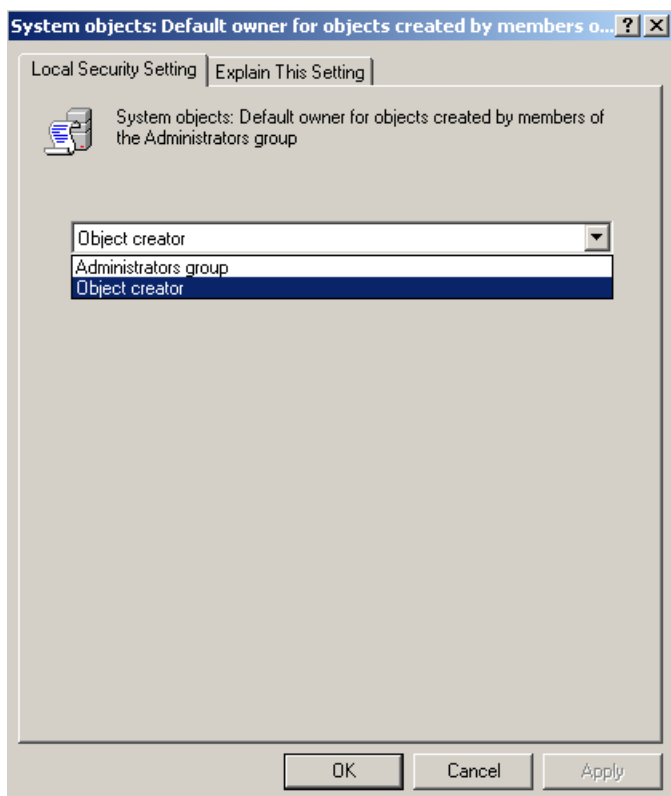 System objects: Default owner for objects created by members o...
Local Security Setting
Explain This Setting
System objects: Default owner for objects created by members of
the Administrators group
Object creator
Administrators group
Object creator
OK
Cancel
Apply